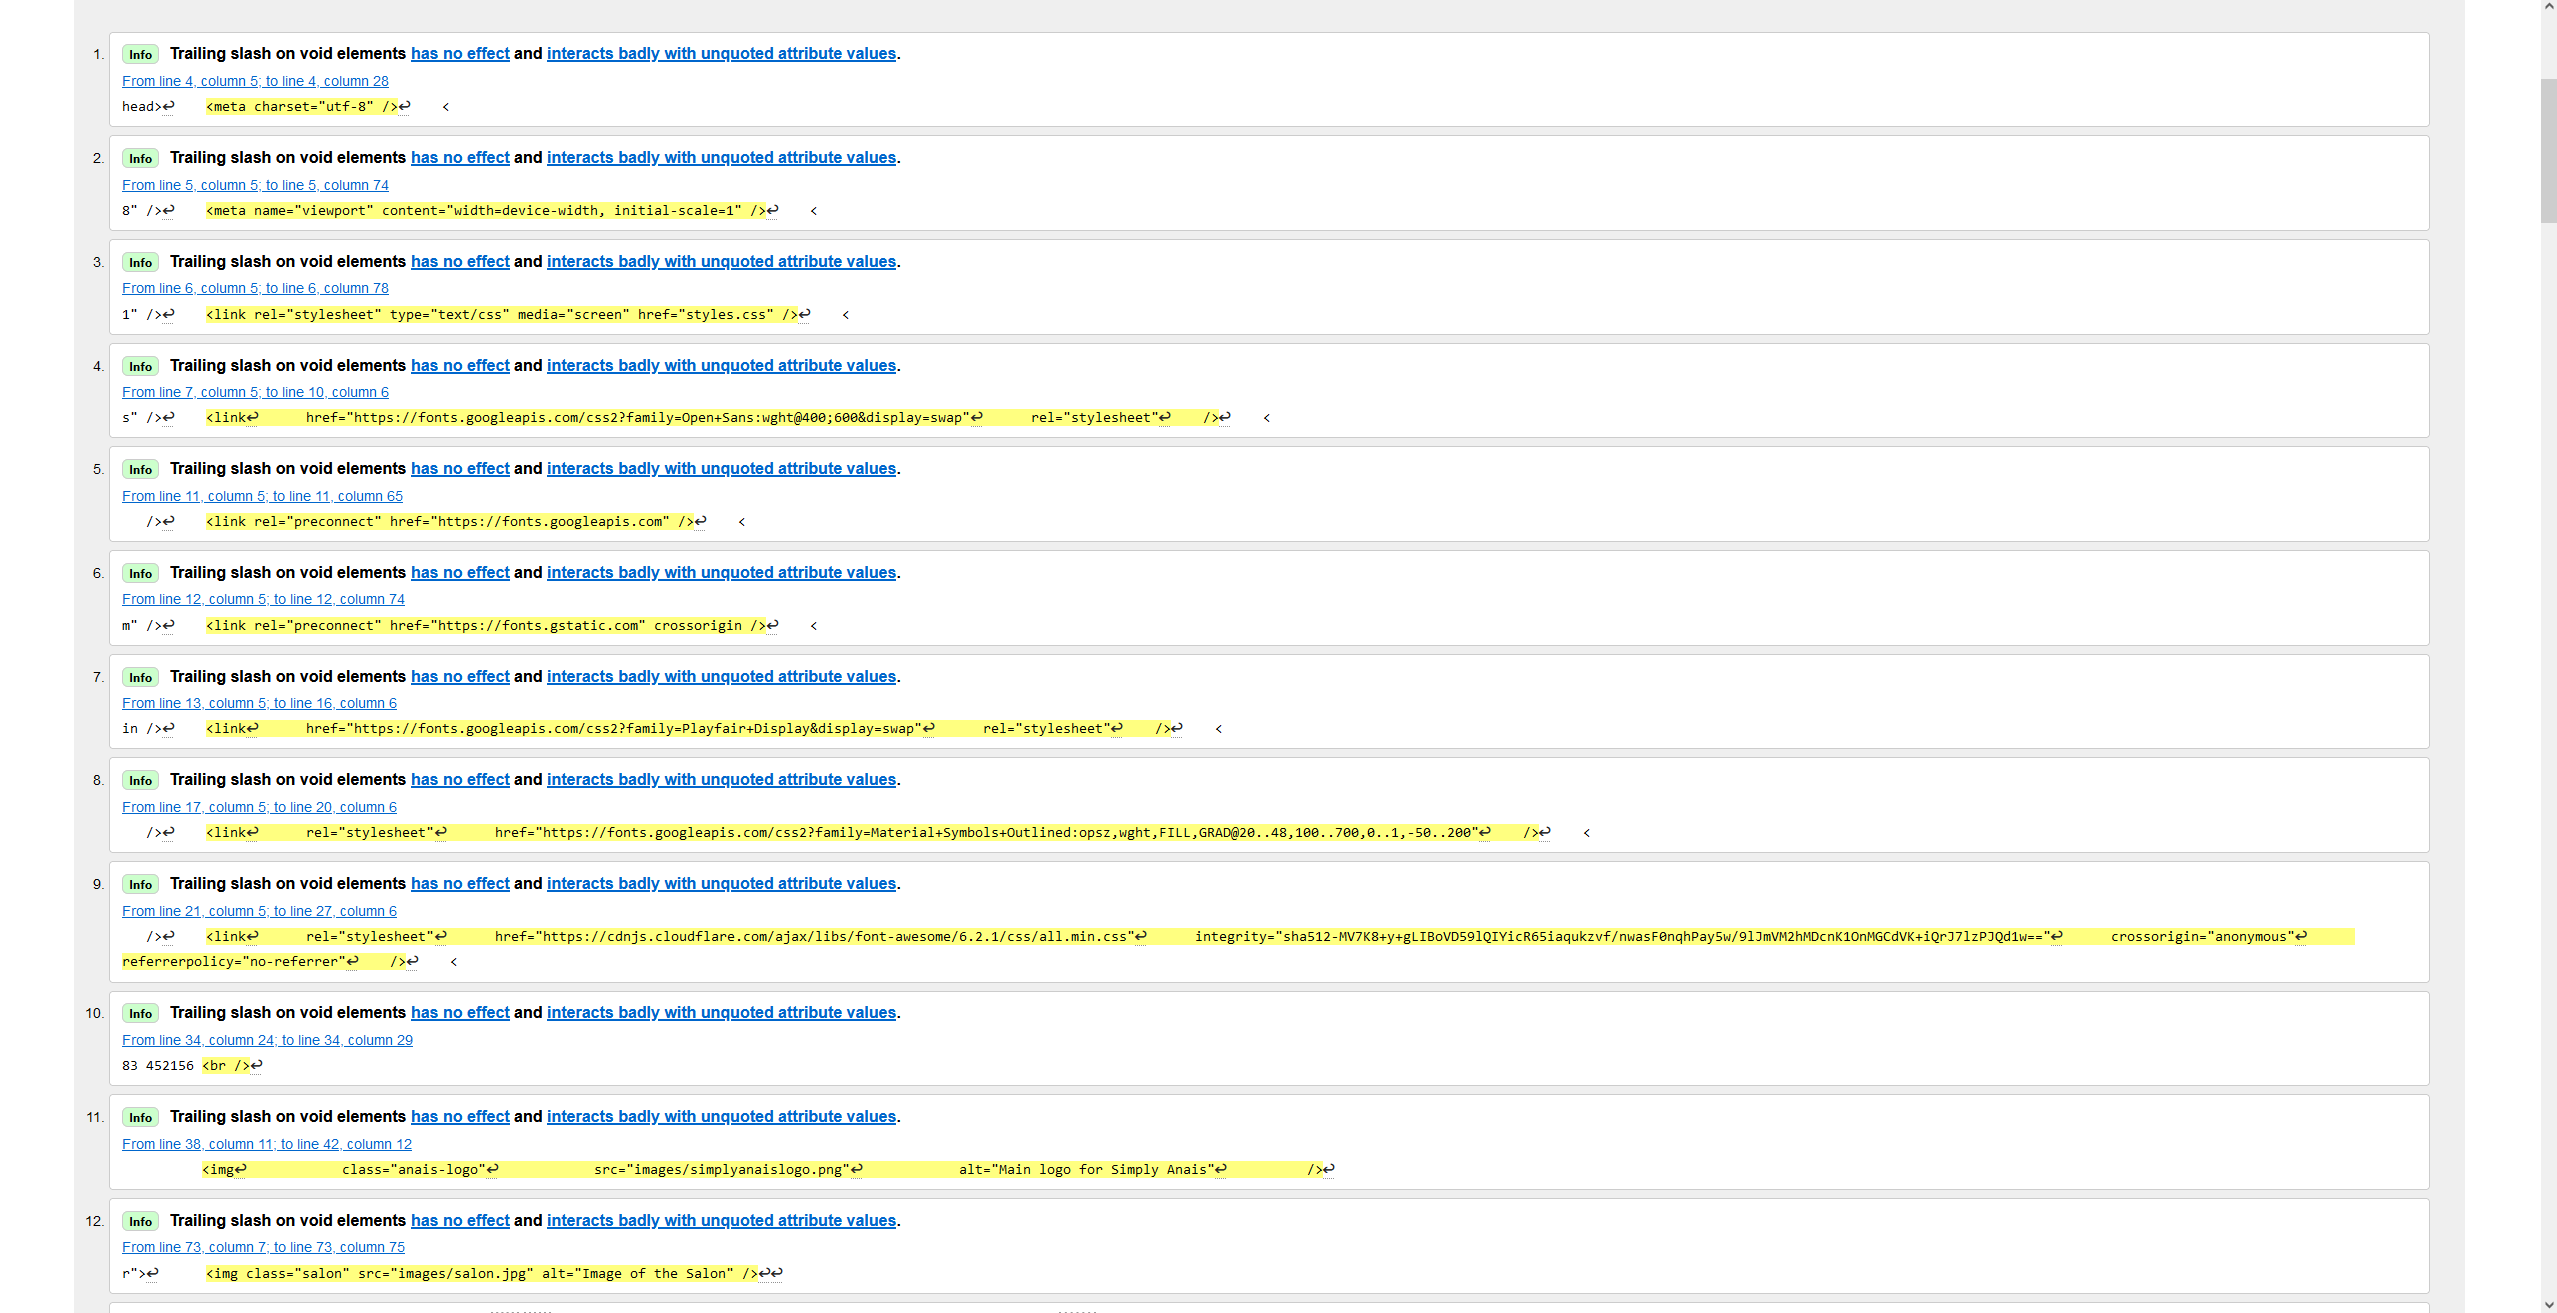 1. Info Trailing slash on void elements has no effect and interacts badly with unquoted attribute values.
From line 4, column 5; to line 4, column 28
head>↩    <meta charset="utf-8" />↩    <
2. Info Trailing slash on void elements has no effect and interacts badly with unquoted attribute values.
From line 5, column 5; to line 5, column 74
8" />↩    <meta name="viewport" content="width=device-width, initial-scale=1" />↩    <
3. Info Trailing slash on void elements has no effect and interacts badly with unquoted attribute values.
From line 6, column 5; to line 6, column 78
1" />↩    <link rel="stylesheet" type="text/css" media="screen" href="styles.css" />↩    <
4. Info Trailing slash on void elements has no effect and interacts badly with unquoted attribute values.
From line 7, column 5; to line 10, column 6
s" />↩    <link↩      href="https://fonts.googleapis.com/css2?family=Open+Sans:wght@400;600&display=swap"↩      rel="stylesheet"↩    />↩    <
5. Info Trailing slash on void elements has no effect and interacts badly with unquoted attribute values.
From line 11, column 5; to line 11, column 65
   />↩    <link rel="preconnect" href="https://fonts.googleapis.com" />↩    <
6. Info Trailing slash on void elements has no effect and interacts badly with unquoted attribute values.
From line 12, column 5; to line 12, column 74
m" />↩    <link rel="preconnect" href="https://fonts.gstatic.com" crossorigin />↩    <
7. Info Trailing slash on void elements has no effect and interacts badly with unquoted attribute values.
From line 13, column 5; to line 16, column 6
in />↩    <link↩      href="https://fonts.googleapis.com/css2?family=Playfair+Display&display=swap"↩      rel="stylesheet"↩    />↩    <
8. Info Trailing slash on void elements has no effect and interacts badly with unquoted attribute values.
From line 17, column 5; to line 20, column 6
   />↩    <link↩      rel="stylesheet"↩      href="https://fonts.googleapis.com/css2?family=Material+Symbols+Outlined:opsz,wght,FILL,GRAD@20..48,100..700,0..1,-50..200"↩    />↩    <
9. Info Trailing slash on void elements has no effect and interacts badly with unquoted attribute values.
From line 21, column 5; to line 27, column 6
   />↩    <link↩      rel="stylesheet"↩      href="https://cdnjs.cloudflare.com/ajax/libs/font-awesome/6.2.1/css/all.min.css"↩      integrity="sha512-MV7K8+y+gLIBoVD59lQIYicR65iaqukzvf/nwasF0nqhPay5w/9lJmVM2hMDcnK1OnMGCdVK+iQrJ7lzPJQd1w=="↩      crossorigin="anonymous"↩
referrerpolicy="no-referrer"↩    />↩    <
10. Info Trailing slash on void elements has no effect and interacts badly with unquoted attribute values.
From line 34, column 24; to line 34, column 29
83 452156 <br />↩
11. Info Trailing slash on void elements has no effect and interacts badly with unquoted attribute values.
From line 38, column 11; to line 42, column 12
<img↩            class="anais-logo"↩            src="images/simplyanaislogo.png"↩            alt="Main logo for Simply Anais"↩          />↩
12. Info Trailing slash on void elements has no effect and interacts badly with unquoted attribute values.
From line 73, column 7; to line 73, column 75
r">↩      <img class="salon" src="images/salon.jpg" alt="Image of the Salon" />↩↩